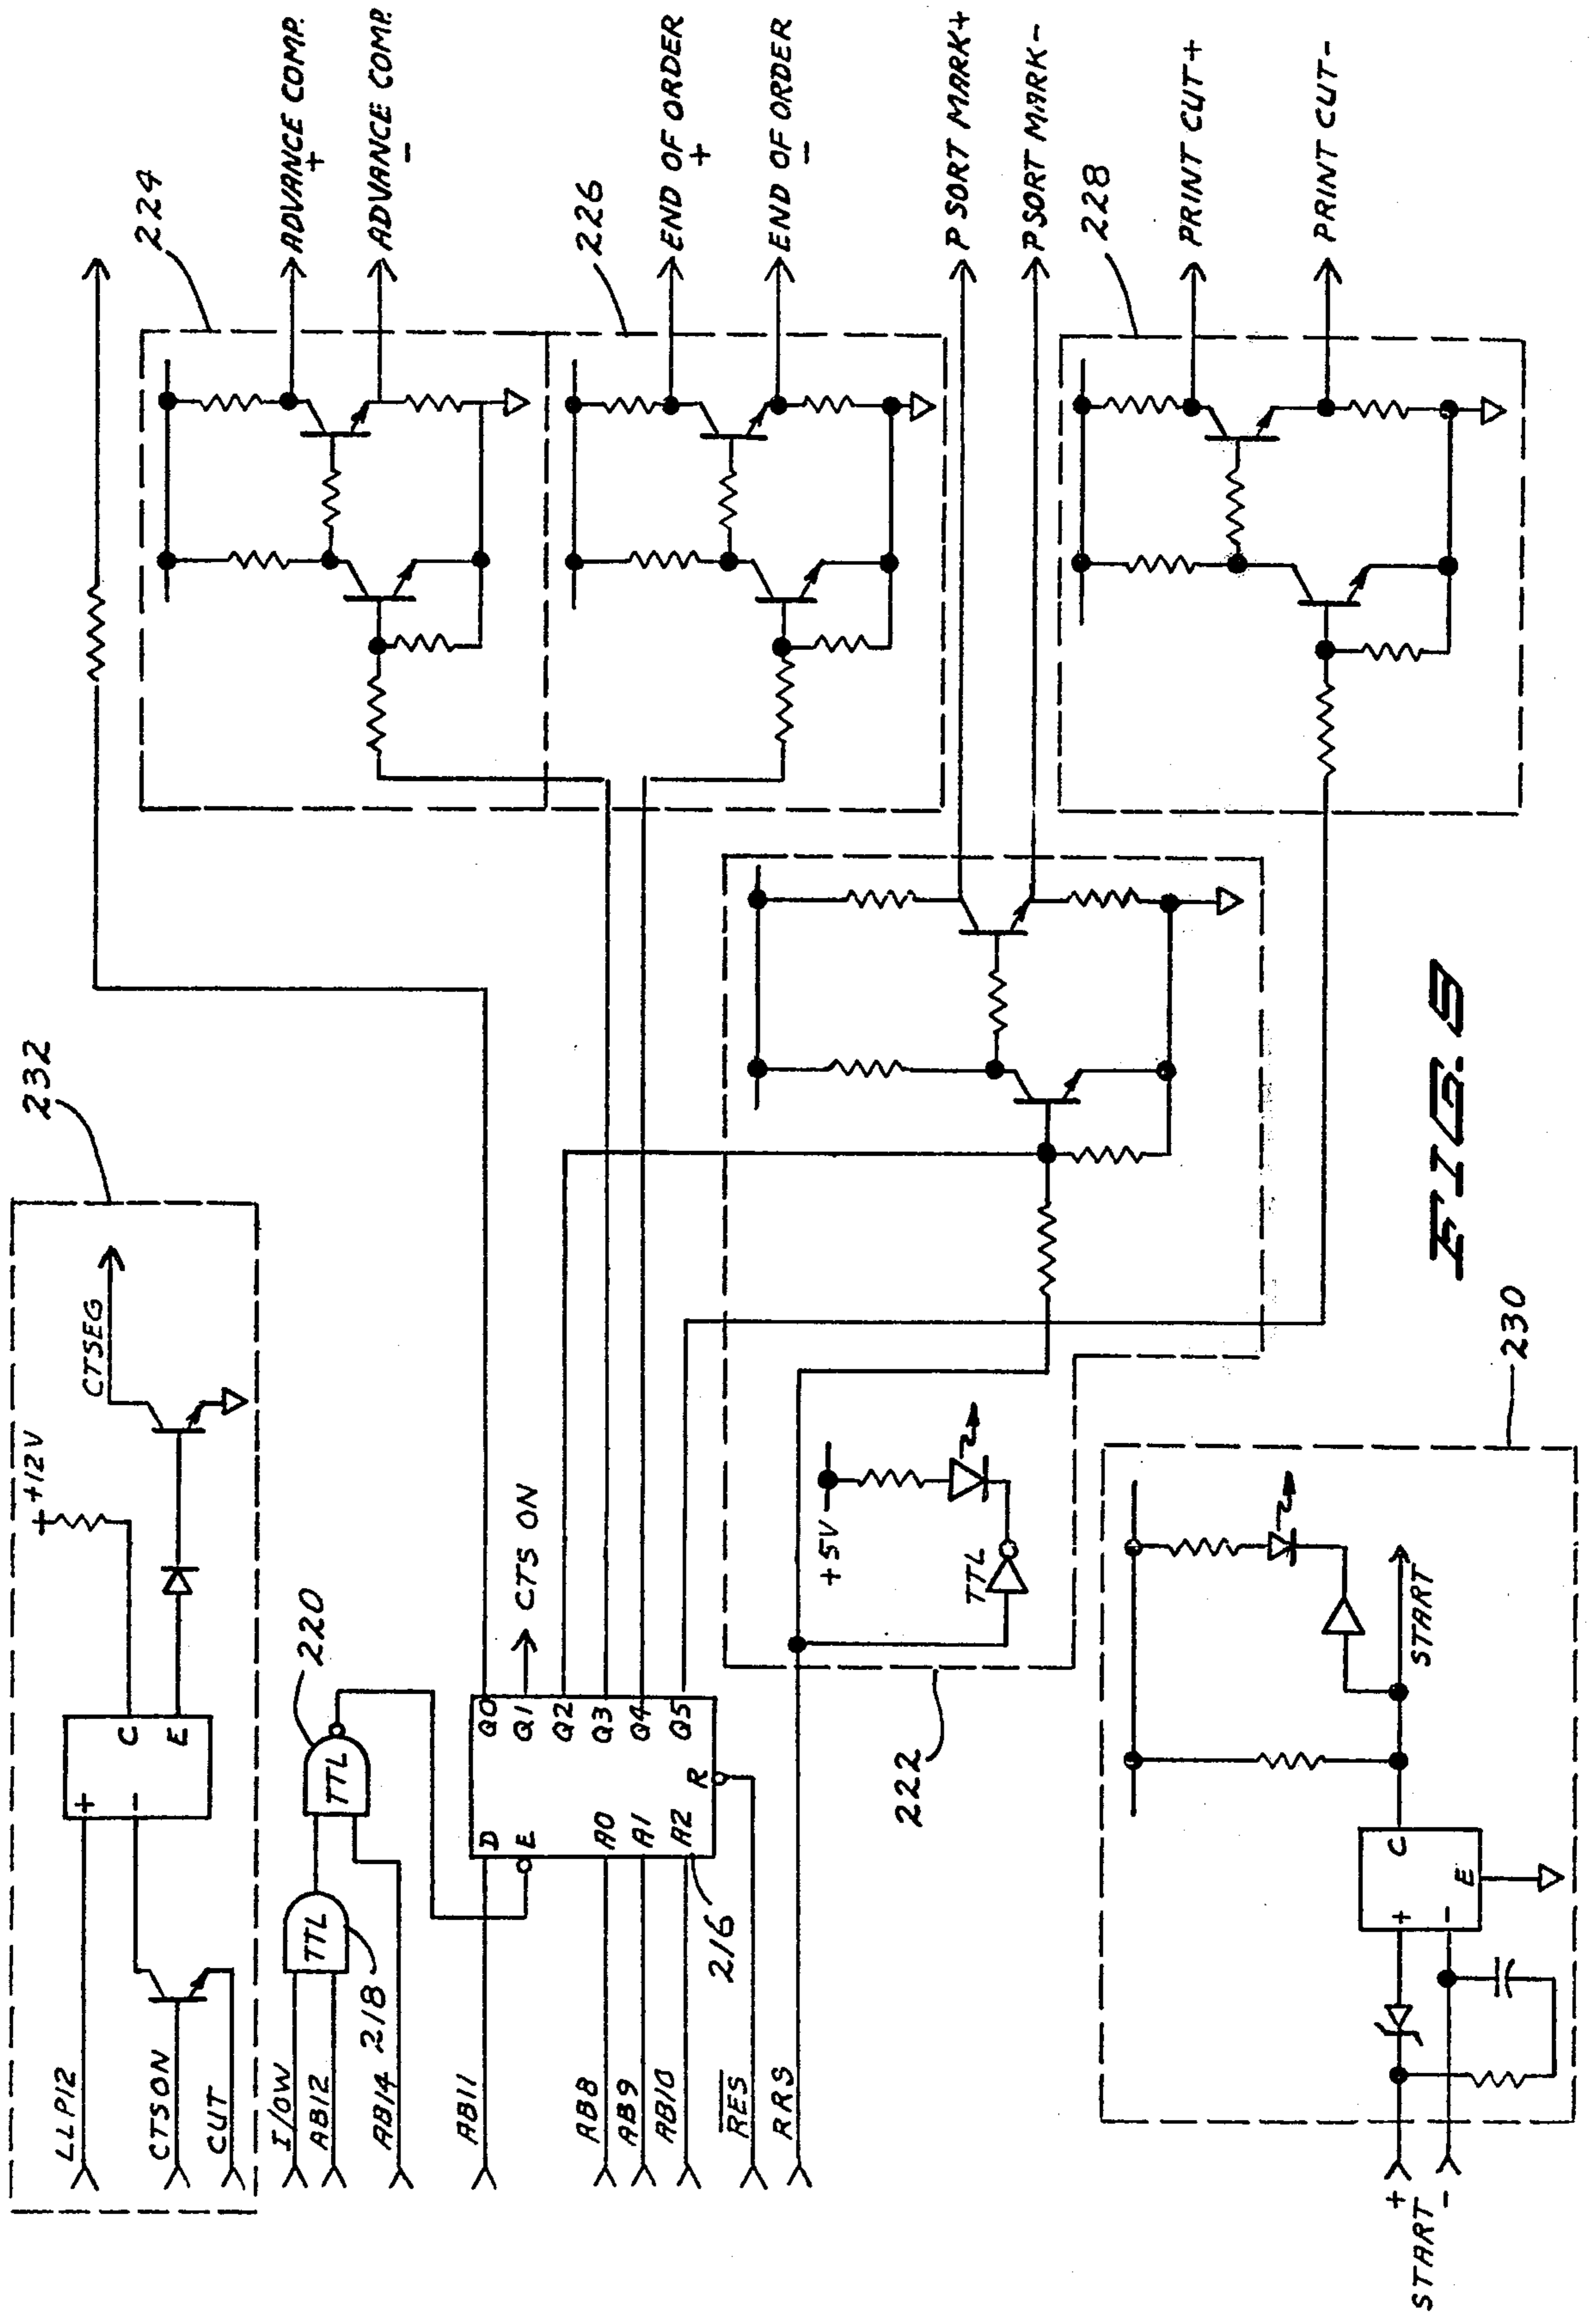 232
LLP12
CTSON
CUT
+
-
C
E
+12V
CTSEG
I/OW
AB12
AB14
218
TTL
TTL
220
AB11
AB8
AB9
AB10
RES
RRS
D
E
A0
A1
A2
R
Q0
Q1
Q2
Q3
Q4
Q5
216
CTS ON
222
+5V
TTL
224
ADVANCE COMP.
+
ADVANCE COMP.
-
226
END OF ORDER
+
END OF ORDER
-
P SORT MARK+
P SORT MARK-
228
PRINT CUT+
PRINT CUT-
230
+
START
-
+
-
C
E
START
FIG. 9